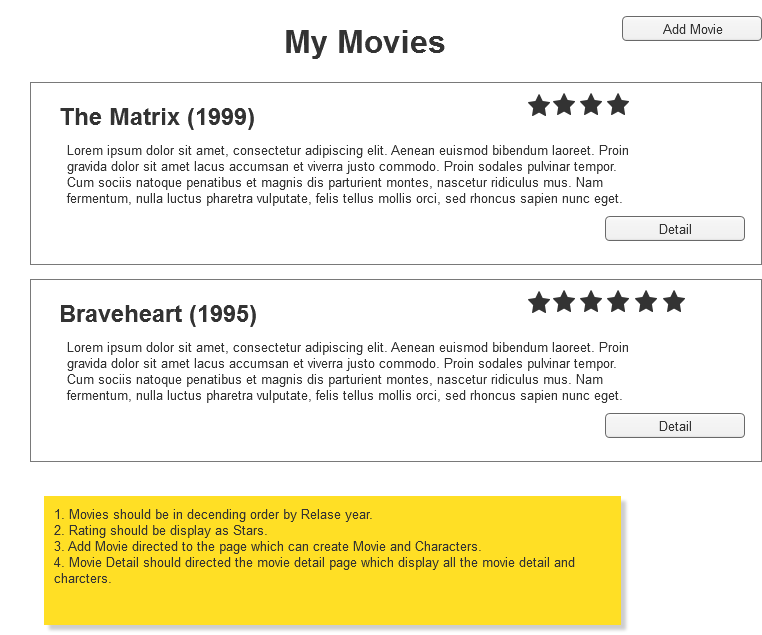 My Movies
Add Movie
The Matrix (1999)
Lorem ipsum dolor sit amet, consectetur adipiscing elit. Aenean euismod bibendum laoreet. Proin
gravida dolor sit amet lacus accumsan et viverra justo commodo. Proin sodales pulvinar tempor.
Cum sociis natoque penatibus et magnis dis parturient montes, nascetur ridiculus mus. Nam
fermentum, nulla luctus pharetra vulputate, felis tellus mollis orci, sed rhoncus sapien nunc eget.
Detail
Braveheart (1995)
Lorem ipsum dolor sit amet, consectetur adipiscing elit. Aenean euismod bibendum laoreet. Proin
gravida dolor sit amet lacus accumsan et viverra justo commodo. Proin sodales pulvinar tempor.
Cum sociis natoque penatibus et magnis dis parturient montes, nascetur ridiculus mus. Nam
fermentum, nulla luctus pharetra vulputate, felis tellus mollis orci, sed rhoncus sapien nunc eget.
Detail
1. Movies should be in decending order by Relase year.
2. Rating should be display as Stars.
3. Add Movie directed to the page which can create Movie and Characters.
4. Movie Detail should directed the movie detail page which display all the movie detail and
charcters.